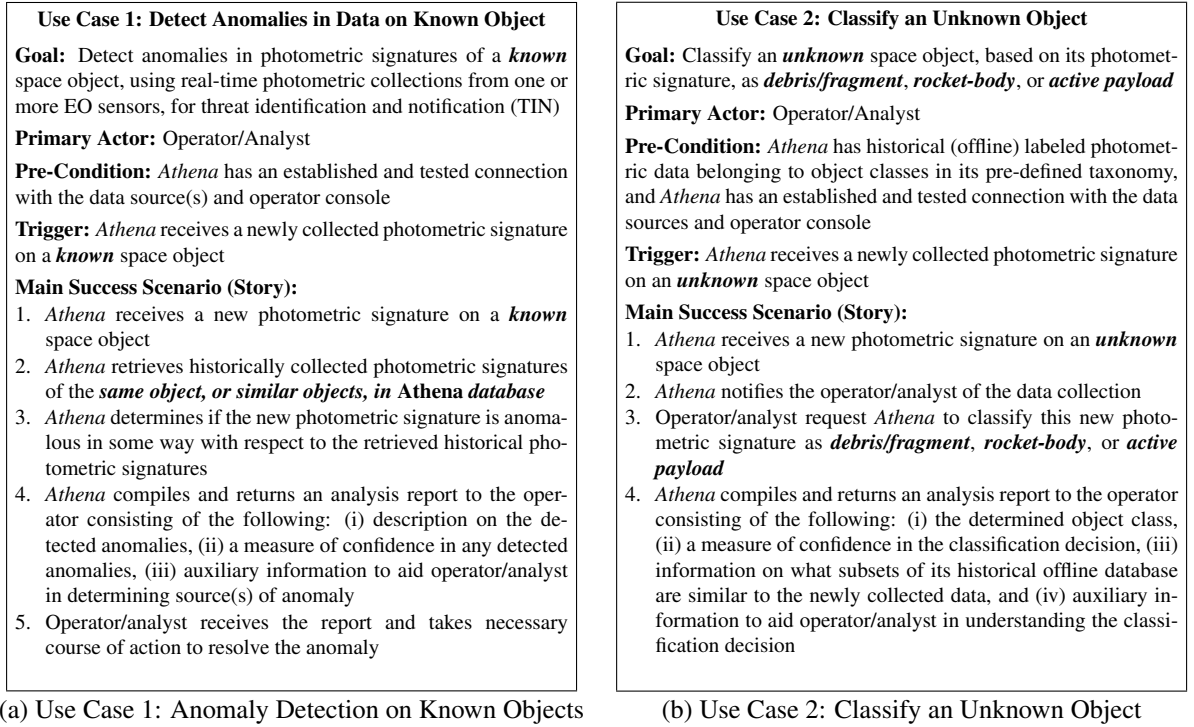 Use Case 1: Detect Anomalies in Data on Known Object
Goal: Detect anomalies in photometric signatures of a known
space object, using real-time photometric collections from one or
more EO sensors, for threat identification and notification (TIN)
Primary Actor: Operator/Analyst
Pre-Condition: Athena has an established and tested connection
with the data source(s) and operator console
Trigger: Athena receives a newly collected photometric signature
on a known space object
Main Success Scenario (Story):
1. Athena receives a new photometric signature on a known
space object
2. Athena retrieves historically collected photometric signatures
of the same object, or similar objects, in Athena database
3. Athena determines if the new photometric signature is anoma-
lous in some way with respect to the retrieved historical pho-
tometric signatures
4. Athena compiles and returns an analysis report to the oper-
ator consisting of the following: (i) description on the de-
tected anomalies, (ii) a measure of confidence in any detected
anomalies, (iii) auxiliary information to aid operator/analyst
in determining source(s) of anomaly
5. Operator/analyst receives the report and takes necessary
course of action to resolve the anomaly
(a) Use Case 1: Anomaly Detection on Known Objects
Use Case 2: Classify an Unknown Object
Goal: Classify an unknown space object, based on its photomet-
ric signature, as debris/fragment, rocket-body, or active payload
Primary Actor: Operator/Analyst
Pre-Condition: Athena has historical (offline) labeled photomet-
ric data belonging to object classes in its pre-defined taxonomy,
and Athena has an established and tested connection with the data
sources and operator console
Trigger: Athena receives a newly collected photometric signature
on an unknown space object
Main Success Scenario (Story):
1. Athena receives a new photometric signature on an unknown
space object
2. Athena notifies the operator/analyst of the data collection
3. Operator/analyst request Athena to classify this new photo-
metric signature as debris/fragment, rocket-body, or active
payload
4. Athena compiles and returns an analysis report to the operator
consisting of the following: (i) the determined object class,
(ii) a measure of confidence in the classification decision, (iii)
information on what subsets of its historical offline database
are similar to the newly collected data, and (iv) auxiliary in-
formation to aid operator/analyst in understanding the classi-
fication decision
(b) Use Case 2: Classify an Unknown Object